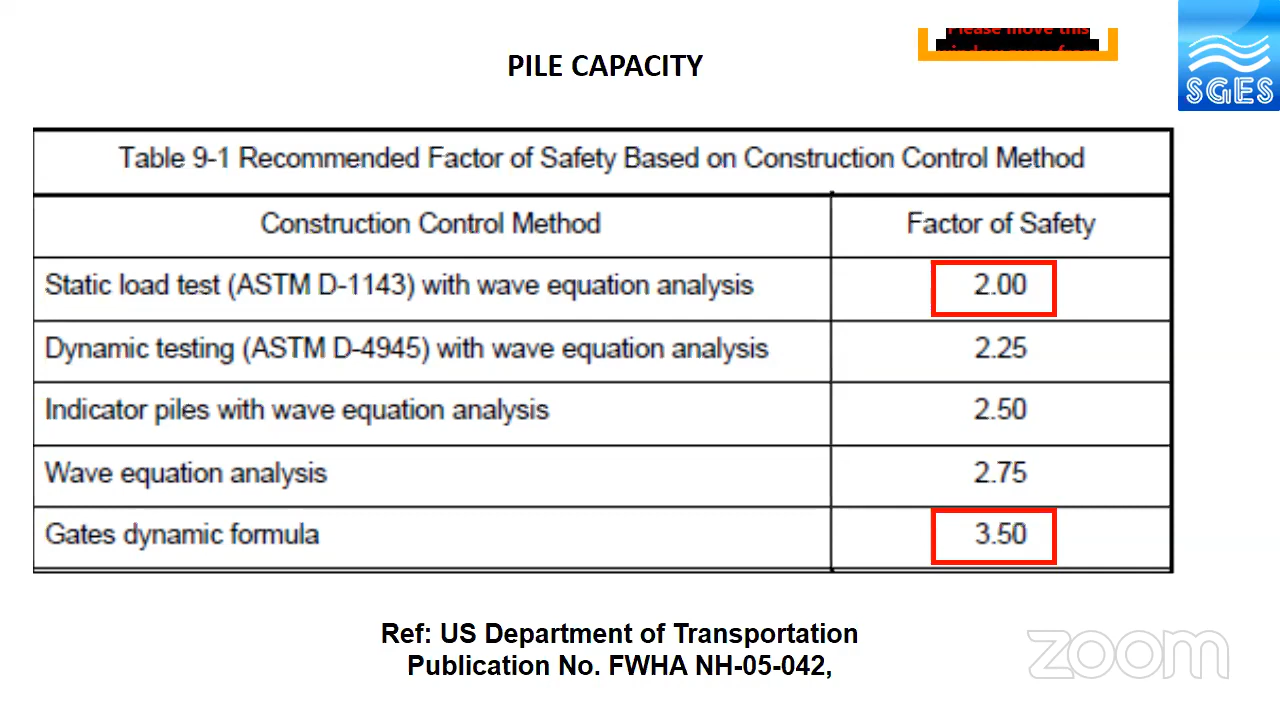 Please move this
PILE CAPACITY
SGES
Table 9-1 Recommended Factor of Safety Based on Construction Control Method
Construction Control Method Factor of Safety
Static load test (ASTM D-1143) with wave equation analysis 2.00
Dynamic testing (ASTM D-4945) with wave equation analysis 2.25
Indicator piles with wave equation analysis 2.50
Wave equation analysis 2.75
Gates dynamic formula 3.50
Ref: US Department of Transportation
Publication No. FWHA NH-05-042,
zoom